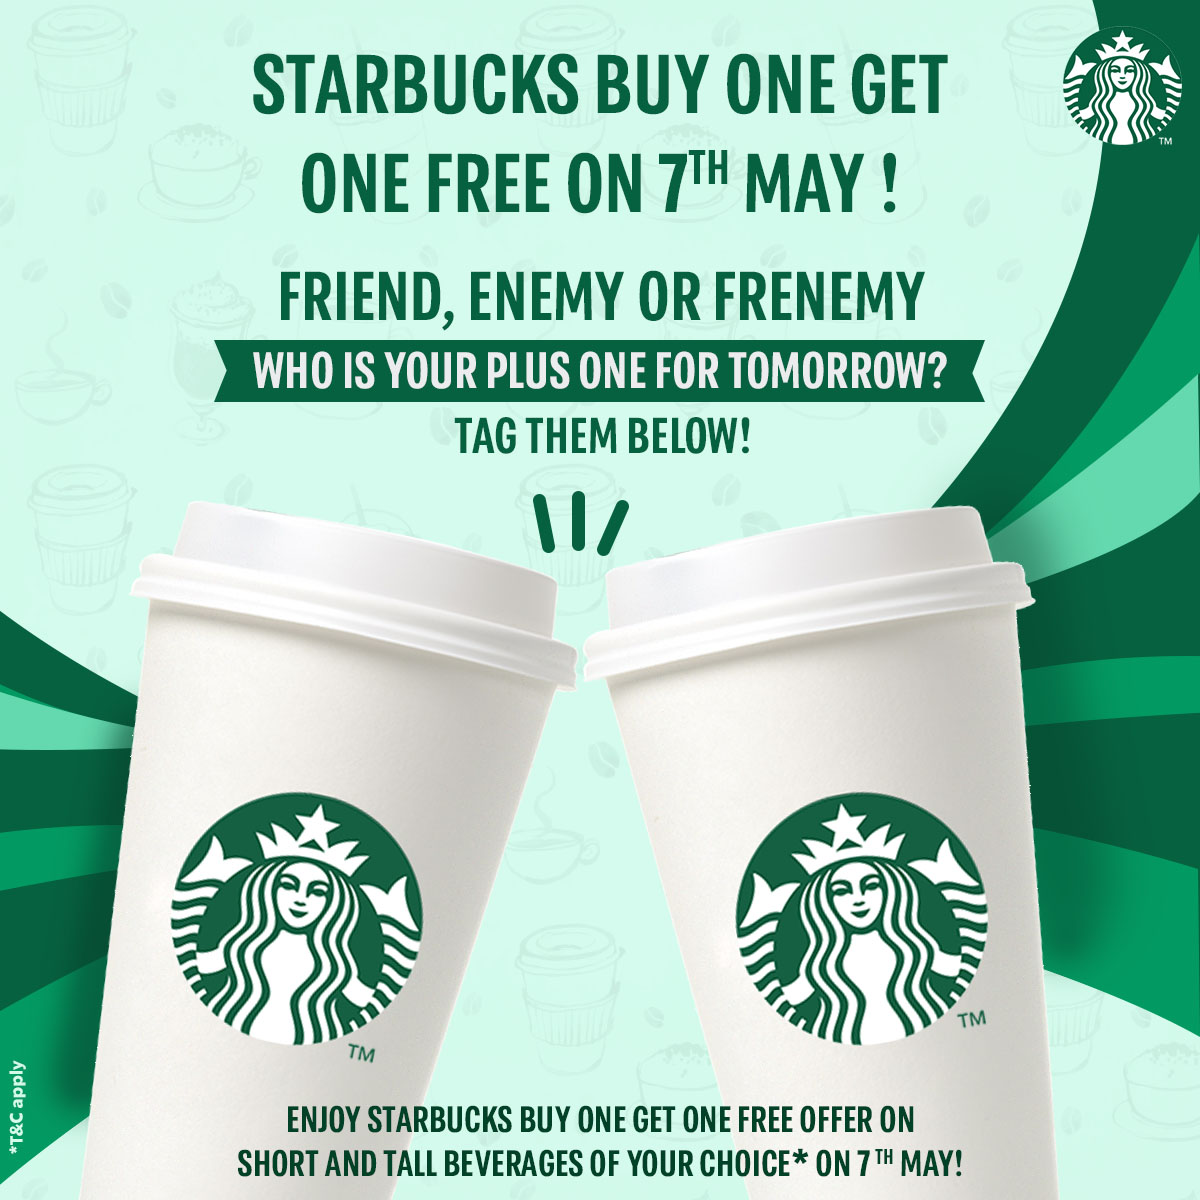 STARBUCKS BUY ONE GET
ONE FREE ON 7TH MAY !
FRIEND, ENEMY OR FRENEMY
WHO IS YOUR PLUS ONE FOR TOMORROW?
TAG THEM BELOW!
TM
TM
TM
*T&C apply
ENJOY STARBUCKS BUY ONE GET ONE FREE OFFER ON
SHORT AND TALL BEVERAGES OF YOUR CHOICE* ON 7 TH MAY!